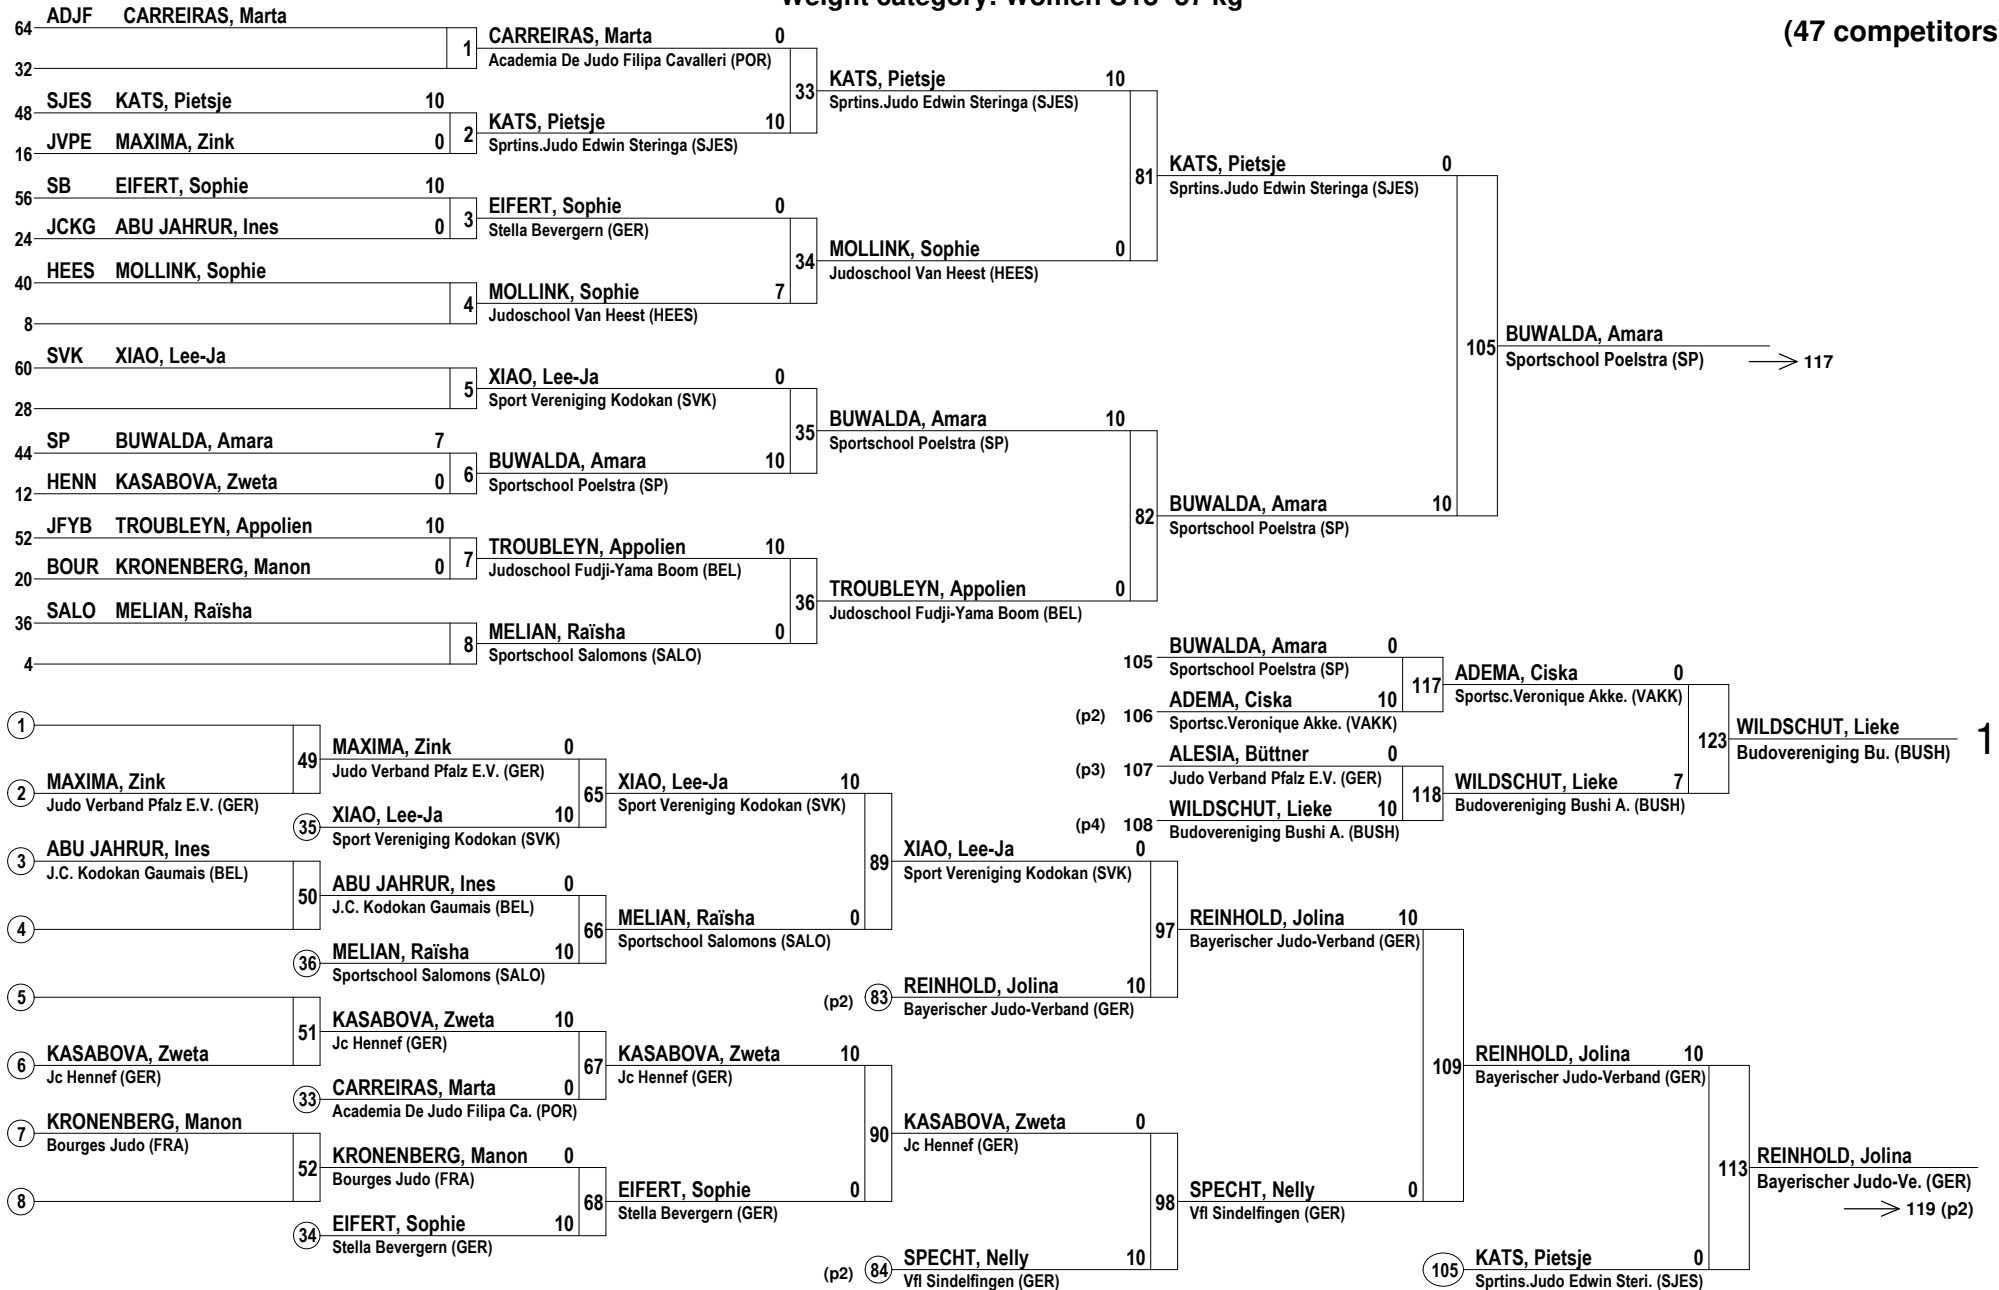 (47 competitors
64 ADJF CARREIRAS, Marta
32
1 CARREIRAS, Marta 0
Academia De Judo Filipa Cavalleri (POR)
48 SJES KATS, Pietsje 10
16 JVPE MAXIMA, Zink 0
2 KATS, Pietsje 10
Sprtins.Judo Edwin Steringa (SJES)
33 KATS, Pietsje 10
Sprtins.Judo Edwin Steringa (SJES)
56 SB EIFERT, Sophie 10
24 JCKG ABU JAHRUR, Ines 0
3 EIFERT, Sophie 0
Stella Bevergern (GER)
40 HEES MOLLINK, Sophie
8
4 MOLLINK, Sophie 7
Judoschool Van Heest (HEES)
34 MOLLINK, Sophie 0
Judoschool Van Heest (HEES)
81 KATS, Pietsje 0
Sprtins.Judo Edwin Steringa (SJES)
60 SVK XIAO, Lee-Ja
28
5 XIAO, Lee-Ja 0
Sport Vereniging Kodokan (SVK)
44 SP BUWALDA, Amara 7
12 HENN KASABOVA, Zweta 0
6 BUWALDA, Amara 10
Sportschool Poelstra (SP)
35 BUWALDA, Amara 10
Sportschool Poelstra (SP)
52 JFYB TROUBLEYN, Appolien 10
20 BOUR KRONENBERG, Manon 0
7 TROUBLEYN, Appolien 10
Judoschool Fudji-Yama Boom (BEL)
36 SALO MELIAN, Raïsha
4
8 MELIAN, Raïsha 0
Sportschool Salomons (SALO)
36 TROUBLEYN, Appolien 0
Judoschool Fudji-Yama Boom (BEL)
82 BUWALDA, Amara 10
Sportschool Poelstra (SP)
105 BUWALDA, Amara
Sportschool Poelstra (SP) 117
105 BUWALDA, Amara 0
Sportschool Poelstra (SP)
(p2) 106 ADEMA, Ciska 10
Sportsc.Veronique Akke. (VAKK)
117 ADEMA, Ciska 0
Sportsc.Veronique Akke. (VAKK)
(p3) 107 ALESIA, Büttner 0
Judo Verband Pfalz E.V. (GER)
(p4) 108 WILDSCHUT, Lieke 10
Budovereniging Bushi A. (BUSH)
118 WILDSCHUT, Lieke 7
Budovereniging Bushi A. (BUSH)
123 WILDSCHUT, Lieke 1
Budovereniging Bu. (BUSH)
1
2 MAXIMA, Zink
Judo Verband Pfalz E.V. (GER)
49 MAXIMA, Zink 0
Judo Verband Pfalz E.V. (GER)
35 XIAO, Lee-Ja 10
Sport Vereniging Kodokan (SVK)
65 XIAO, Lee-Ja 10
Sport Vereniging Kodokan (SVK)
3 ABU JAHRUR, Ines
J.C. Kodokan Gaumais (BEL)
4
50 ABU JAHRUR, Ines 0
J.C. Kodokan Gaumais (BEL)
36 MELIAN, Raïsha 10
Sportschool Salomons (SALO)
66 MELIAN, Raïsha 0
Sportschool Salomons (SALO)
89 XIAO, Lee-Ja 0
Sport Vereniging Kodokan (SVK)
(p2) 83 REINHOLD, Jolina 10
Bayerischer Judo-Verband (GER)
97 REINHOLD, Jolina 10
Bayerischer Judo-Verband (GER)
5
6 KASABOVA, Zweta
Jc Hennef (GER)
51 KASABOVA, Zweta 10
Jc Hennef (GER)
33 CARREIRAS, Marta 0
Academia De Judo Filipa Ca. (POR)
67 KASABOVA, Zweta 10
Jc Hennef (GER)
7 KRONENBERG, Manon
Bourges Judo (FRA)
8
52 KRONENBERG, Manon 0
Bourges Judo (FRA)
34 EIFERT, Sophie 10
Stella Bevergern (GER)
68 EIFERT, Sophie 0
Stella Bevergern (GER)
90 KASABOVA, Zweta 0
Jc Hennef (GER)
(p2) 84 SPECHT, Nelly 10
Vfl Sindelfingen (GER)
98 SPECHT, Nelly 0
Vfl Sindelfingen (GER)
109 REINHOLD, Jolina 10
Bayerischer Judo-Verband (GER)
105 KATS, Pietsje 0
Sprtins.Judo Edwin Steri. (SJES)
113 REINHOLD, Jolina
Bayerischer Judo-Ve. (GER)
119 (p2)